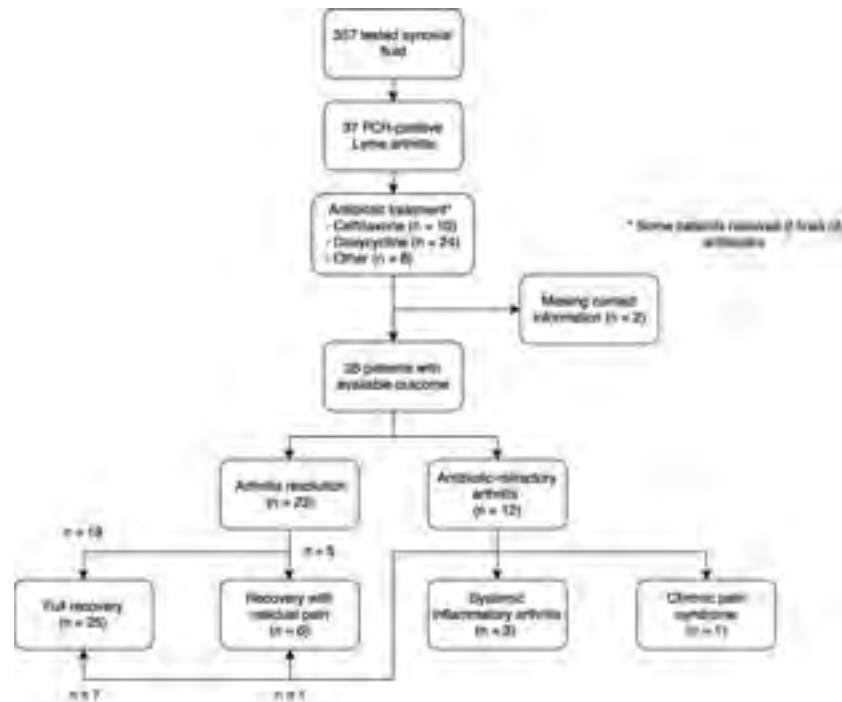 tested synovial
fluid
37 PCR-positive
Lyme arthritis
Antibiotic treatment*
- Ceftriaxone (n = 10)
- Doxycycline (n = 24)
- Other (n = 8)
* Some patients received 2 lines of
antibiotics
Missing contact
information (n = 2)
patients with
available outcome
Arthritis resolution
(n = 23)
Antibiotic-refractory
arthritis
(n = 12)
n = 18
n = 5
Full recovery
(n = 25)
Recovery with
residual pain
(n = 6)
Systemic
inflammatory arthritis
(n = 3)
Chronic pain
syndrome
(n = 1)
n = 7
n = 1